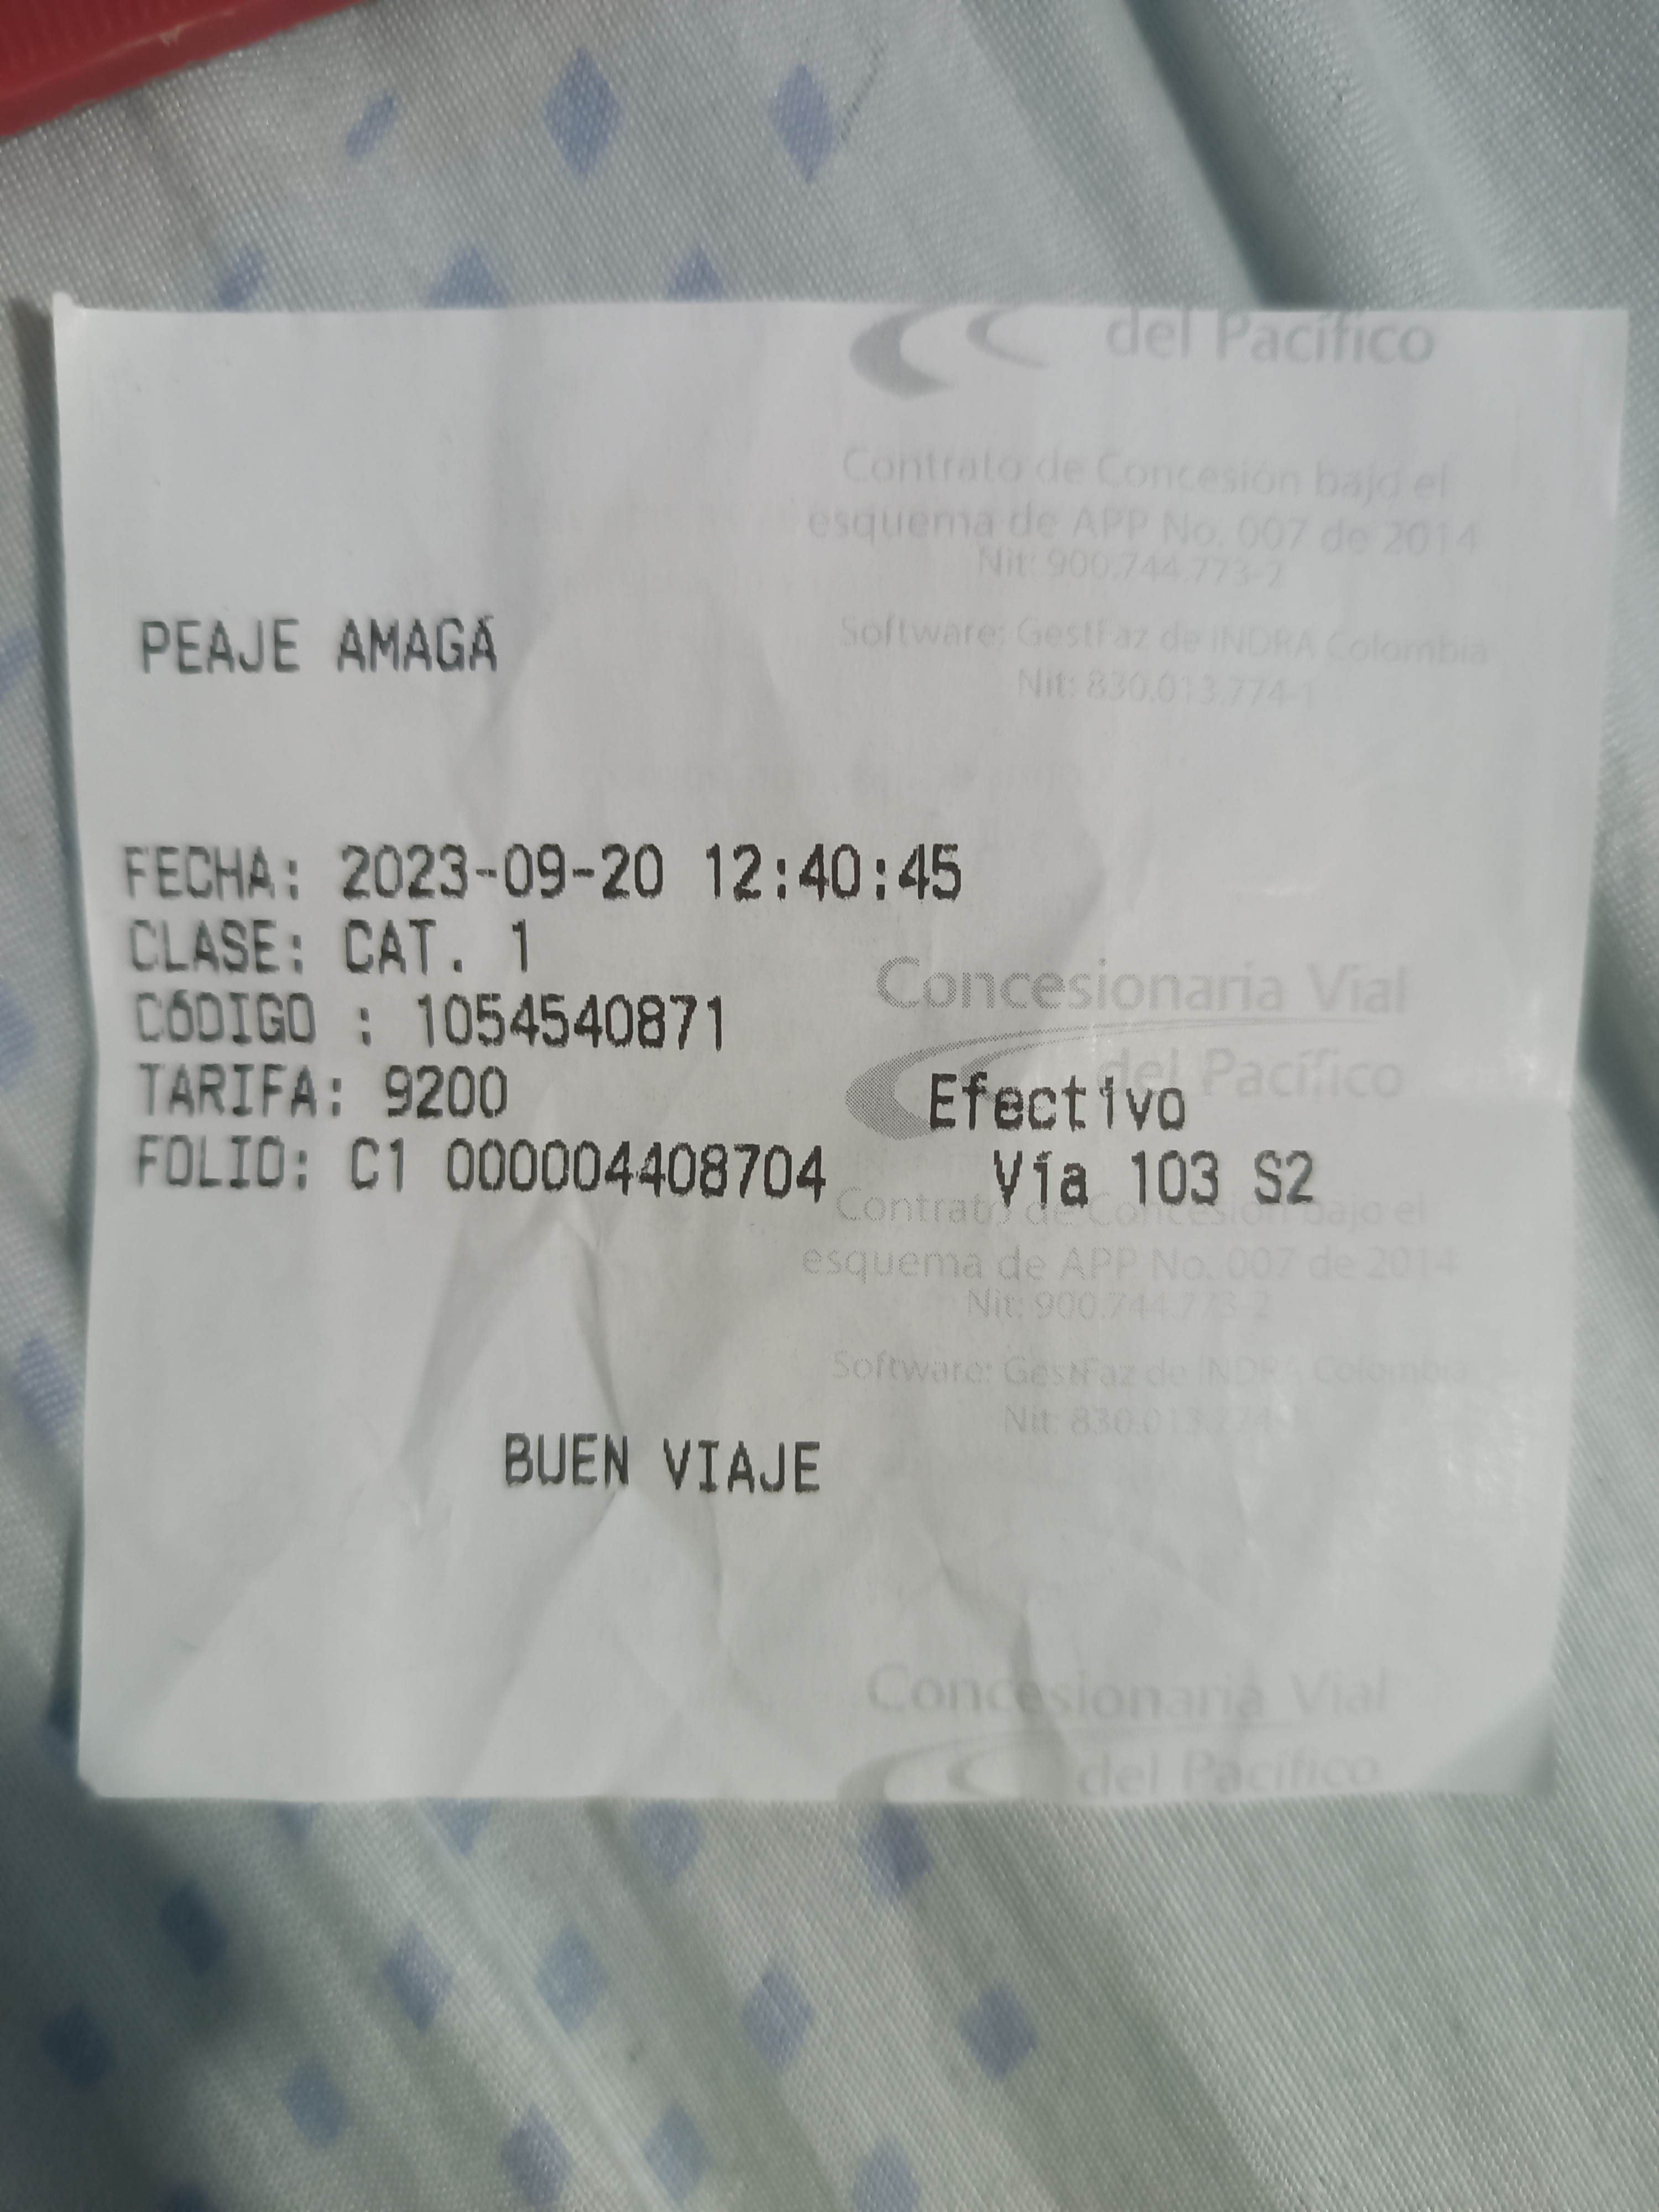 del Pacífico
Contrato de Concesión bajo el
esquema de APP No. 007 de 2014
Nit: 900.744.773-2
Software: GestFaz de INDRA Colombia
Nit: 830.013.774-1
PEAJE AMAGÁ
FECHA: 2023-09-20 12:40:45
CLASE: CAT. 1
CóDIGO : 1054540871
Concesionaria Vial
del Pacífico
TARIFA: 9200 Efectivo
FOLIO: C1 000004408704 Vía 103 S2
Contrato de Concesión bajo el
esquema de APP No. 007 de 2014
Nit: 900.744.773-2
Software: GestFaz de INDRA Colombia
Nit: 830.013.774
BUEN VIAJE
Concesionaria Vial
del Pacífico